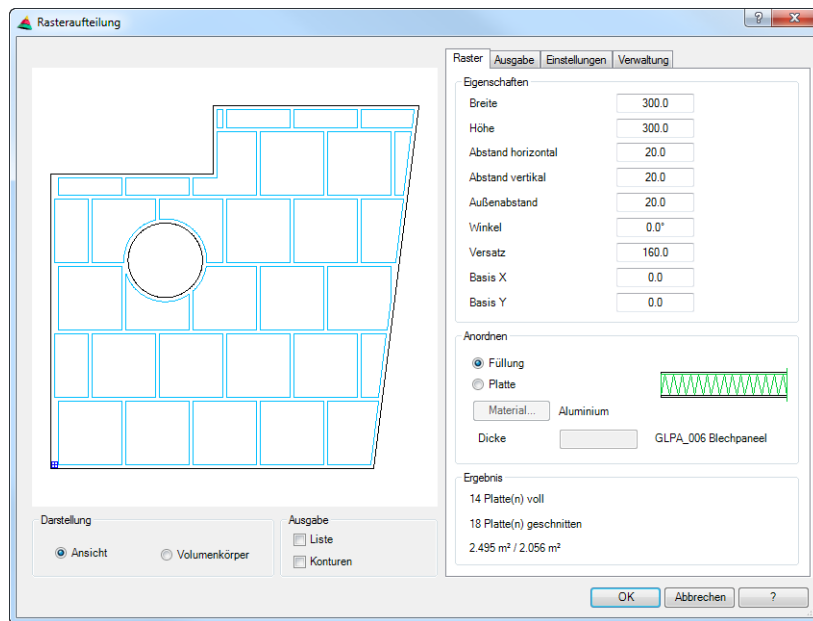 Rasteraufteilung
?
Raster Ausgabe Einstellungen Verwaltung
Eigenschaften
Breite 300.0
Höhe 300.0
Abstand horizontal 20.0
Abstand vertikal 20.0
Außenabstand 20.0
Winkel 0.0°
Versatz 160.0
Basis X 0.0
Basis Y 0.0
Anordnen
Füllung
Platte
Material... Aluminium
Dicke GLPA_006 Blechpaneel
Ergebnis
14 Platte(n) voll
18 Platte(n) geschnitten
2.495 m² / 2.056 m²
Darstellung
Ansicht Volumenkörper
Ausgabe
Liste
Konturen
OK Abbrechen ?